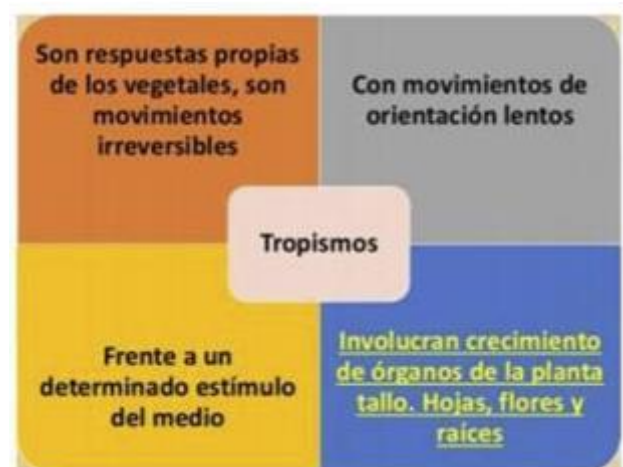 Son respuestas propias
de los vegetales, son
movimientos
irreversibles
Con movimientos de
orientación lentos
Tropismos
Frente a un
determinado estímulo
del medio
Involucran crecimiento
de órganos de la planta
tallo. Hojas, flores y
raíces